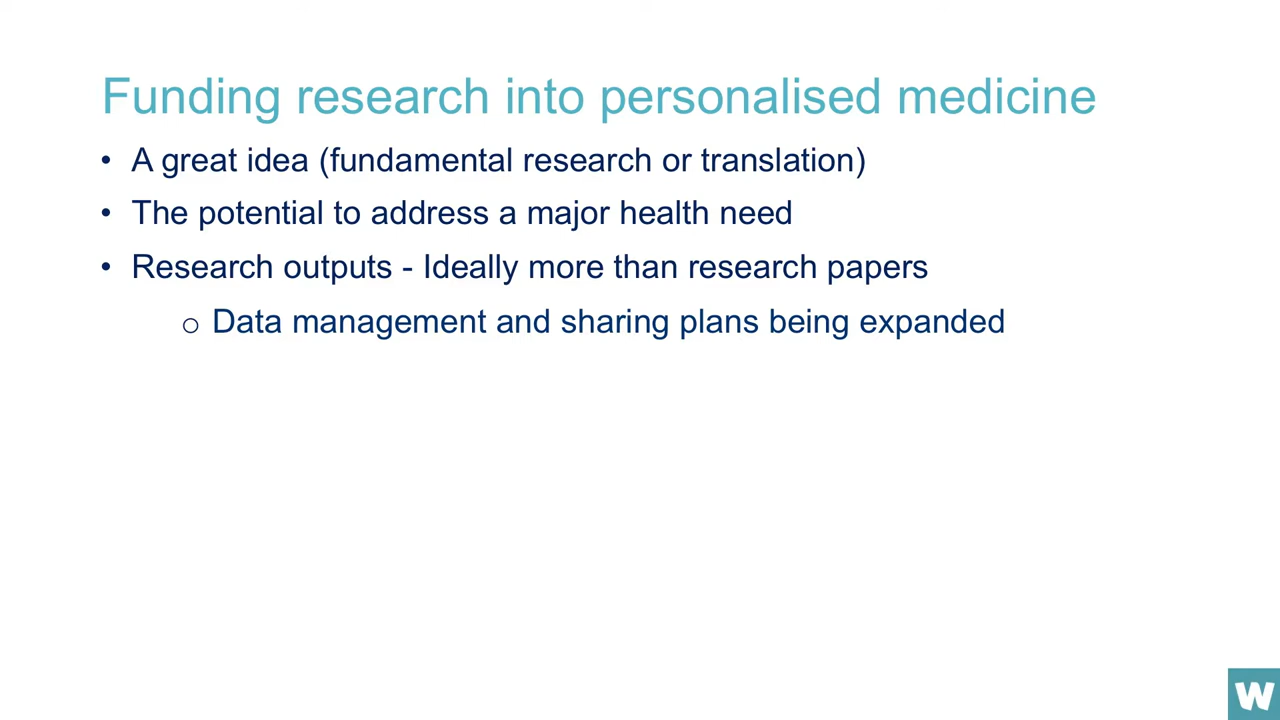 Funding research into personalised medicine
• A great idea (fundamental research or translation)
• The potential to address a major health need
• Research outputs - Ideally more than research papers
o Data management and sharing plans being expanded
W